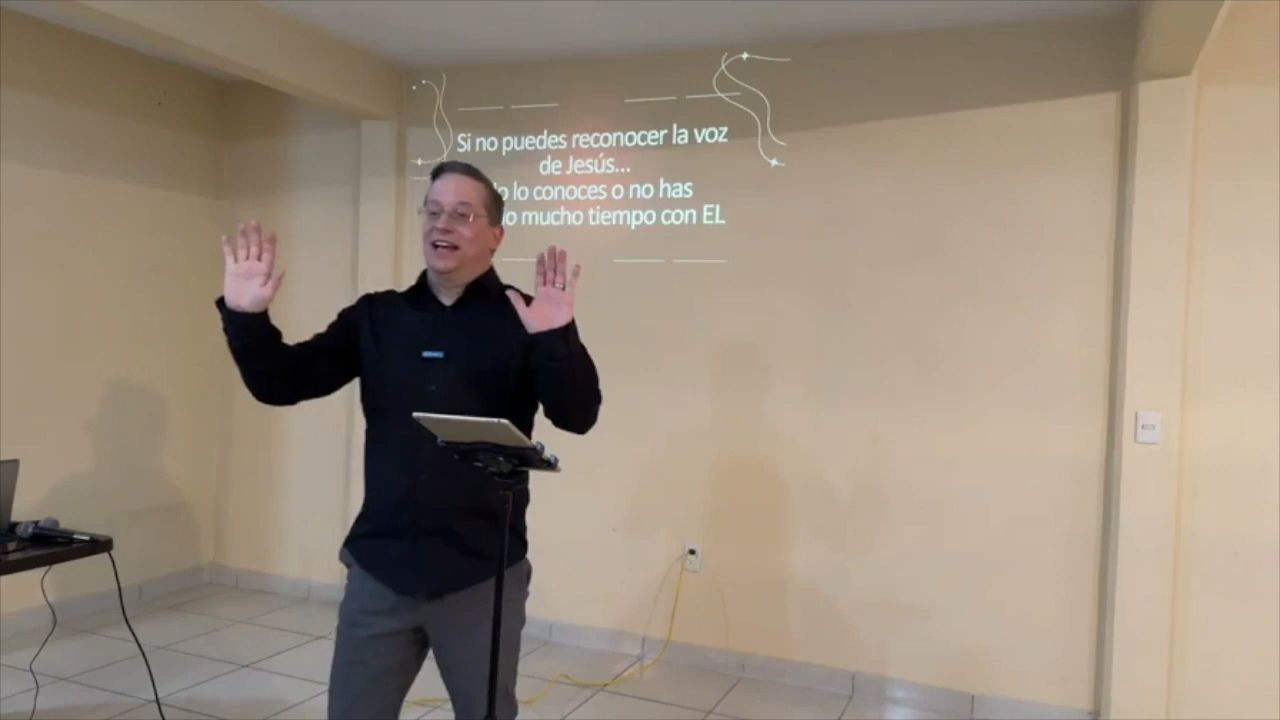 Si no puedes reconocer la voz
de Jesús...
lo conoces o no has
mucho tiempo con EL